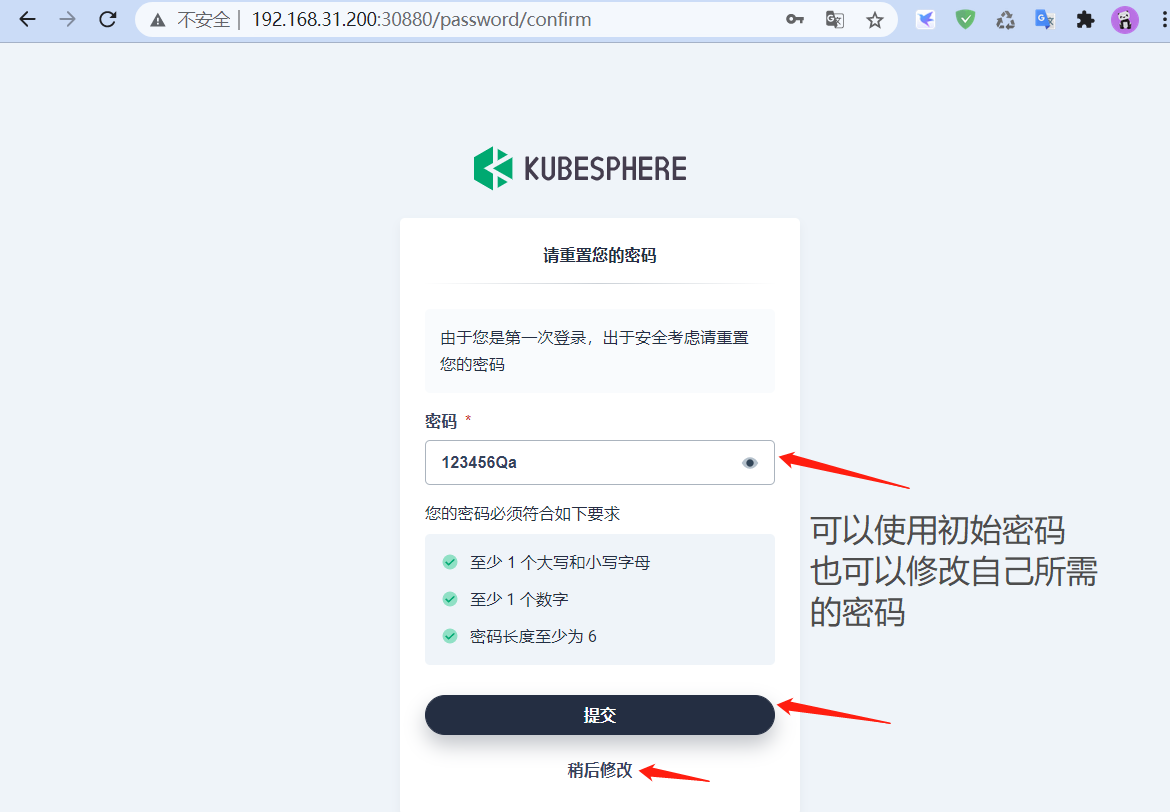 不安全 192.168.31.200:30880/password/confirm
KUBESPHERE
请重置您的密码
由于您是第一次登录，出于安全考虑请重置
您的密码
密码 *
123456Qa
您的密码必须符合如下要求
至少 1 个大写和小写字母
至少 1 个数字
密码长度至少为 6
可以使用初始密码
也可以修改自己所需
的密码
提交
稍后修改